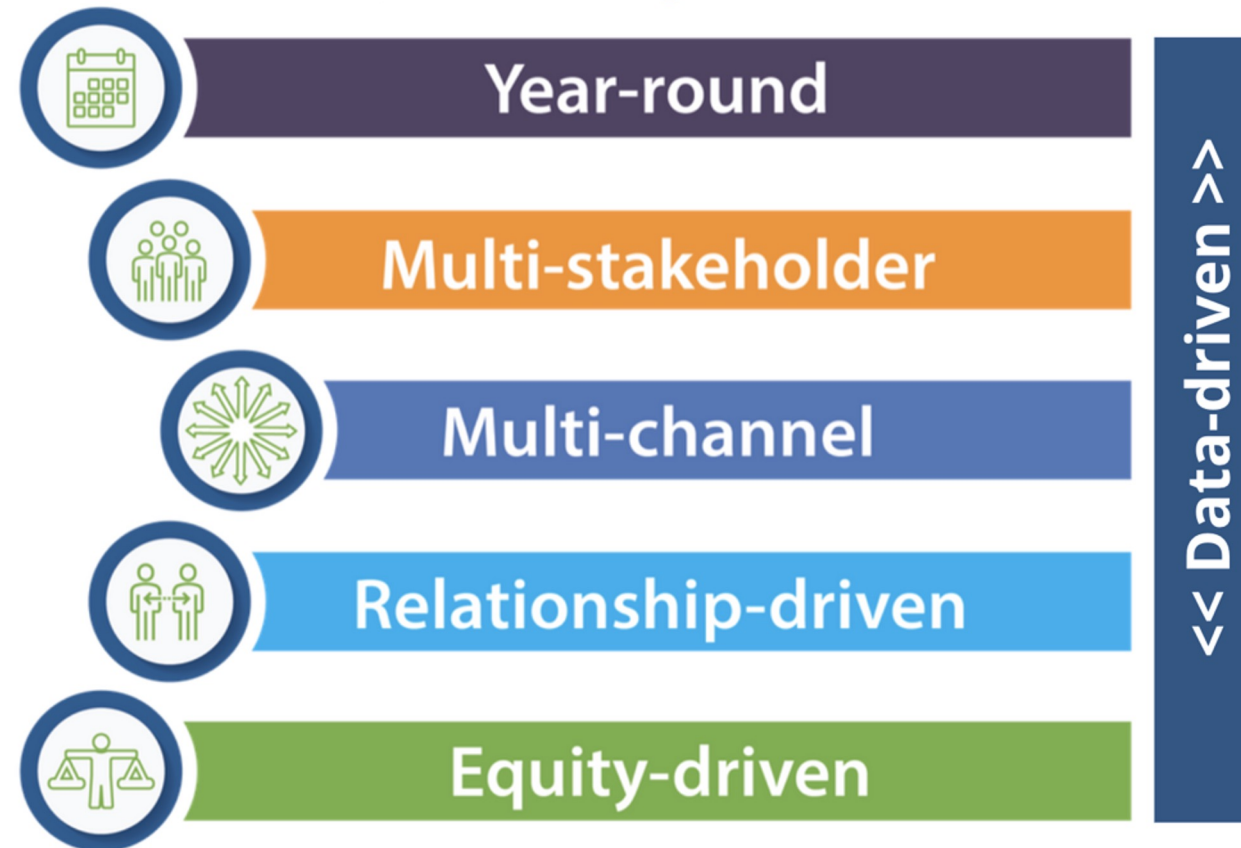 Year-round
Multi-stakeholder
Multi-channel
Relationship-driven
Equity-driven
<< Data-driven >>